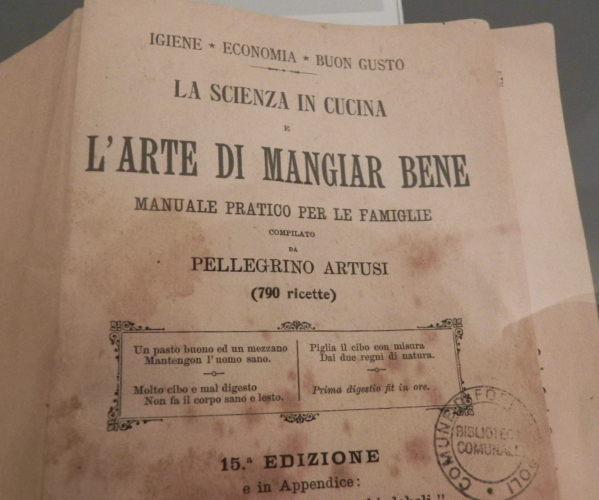 IGIENE * ECONOMIA * BUON GUSTO
LA SCIENZA IN CUCINA
E
L'ARTE DI MANGIAR BENE
MANUALE PRATICO PER LE FAMIGLIE
COMPILATO
DA
PELLEGRINO ARTUSI
(790 ricette)
Un pasto buono ed un mezzano
Mantengon l'uomo sano.
Molto cibo e mal digesto
Non fa il corpo sano e lesto.
Piglia il cibo con misura
Dai due regni di natura.
Prima digestio fit in ore.
COMUNE
BIBLIOTECA
COMUNALE
15.ª EDIZIONE
e in Appendice: